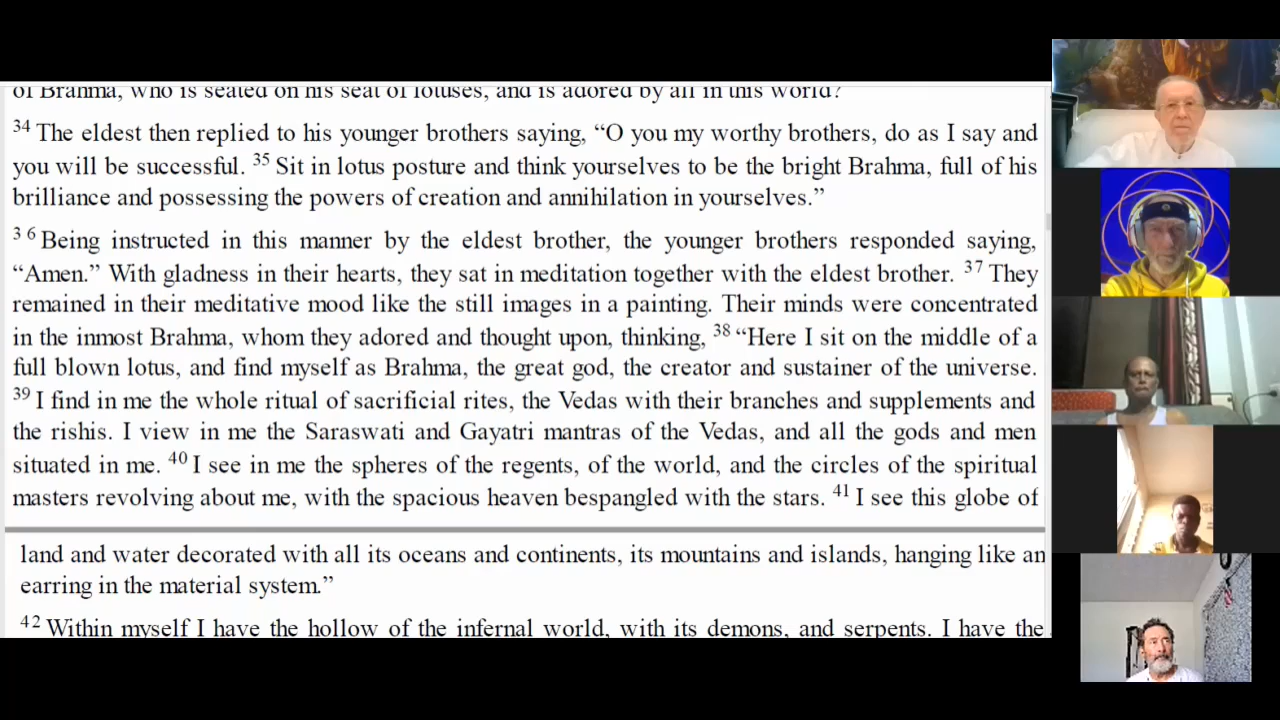 of Brahma, who is seated on his seat of lotuses, and is adored by all in this world?
34 The eldest then replied to his younger brothers saying, “O you my worthy brothers, do as I say and
you will be successful. 35 Sit in lotus posture and think yourselves to be the bright Brahma, full of his
brilliance and possessing the powers of creation and annihilation in yourselves.”
36 Being instructed in this manner by the eldest brother, the younger brothers responded saying,
“Amen.” With gladness in their hearts, they sat in meditation together with the eldest brother. 37 They
remained in their meditative mood like the still images in a painting. Their minds were concentrated
in the inmost Brahma, whom they adored and thought upon, thinking, 38 “Here I sit on the middle of a
full blown lotus, and find myself as Brahma, the great god, the creator and sustainer of the universe.
39 I find in me the whole ritual of sacrificial rites, the Vedas with their branches and supplements and
the rishis. I view in me the Saraswati and Gayatri mantras of the Vedas, and all the gods and men
situated in me. 40 I see in me the spheres of the regents, of the world, and the circles of the spiritual
masters revolving about me, with the spacious heaven bespangled with the stars. 41 I see this globe of
land and water decorated with all its oceans and continents, its mountains and islands, hanging like an
earring in the material system.”
42 Within myself I have the hollow of the infernal world, with its demons, and serpents. I have the